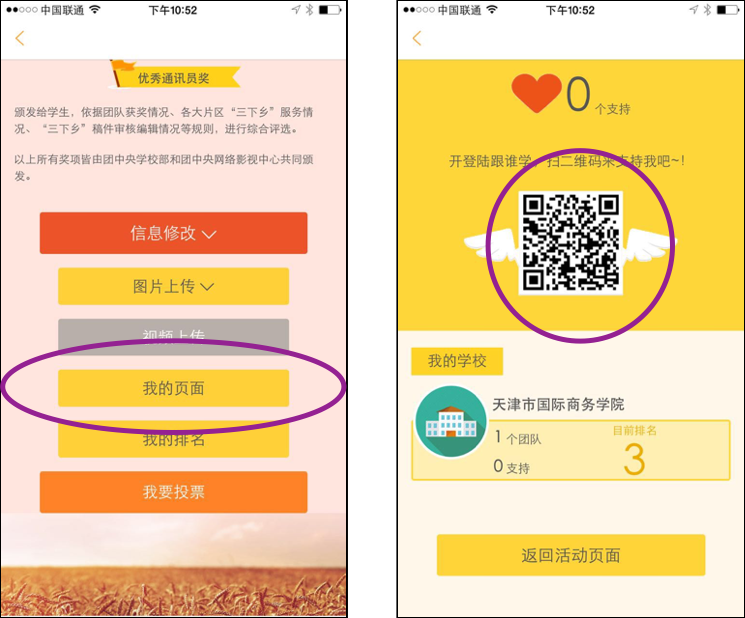 中国联通
下午10:52
优秀通讯员奖
颁发给学生，依据团队获奖情况、各大片区“三下乡”服务情
况、“三下乡”稿件审核编辑情况等规则，进行综合评选。
以上所有奖项皆由团中央学校部和团中央网络影视中心共同颁
发。
信息修改
图片上传
视频上传
我的页面
我的排名
我要投票
中国联通
下午10:52
0个支持
开登陆跟谁学，扫二维码来支持我吧~!
我的学校
天津市国际商务学院
1个团队
目前排名
0支持
3
返回活动页面